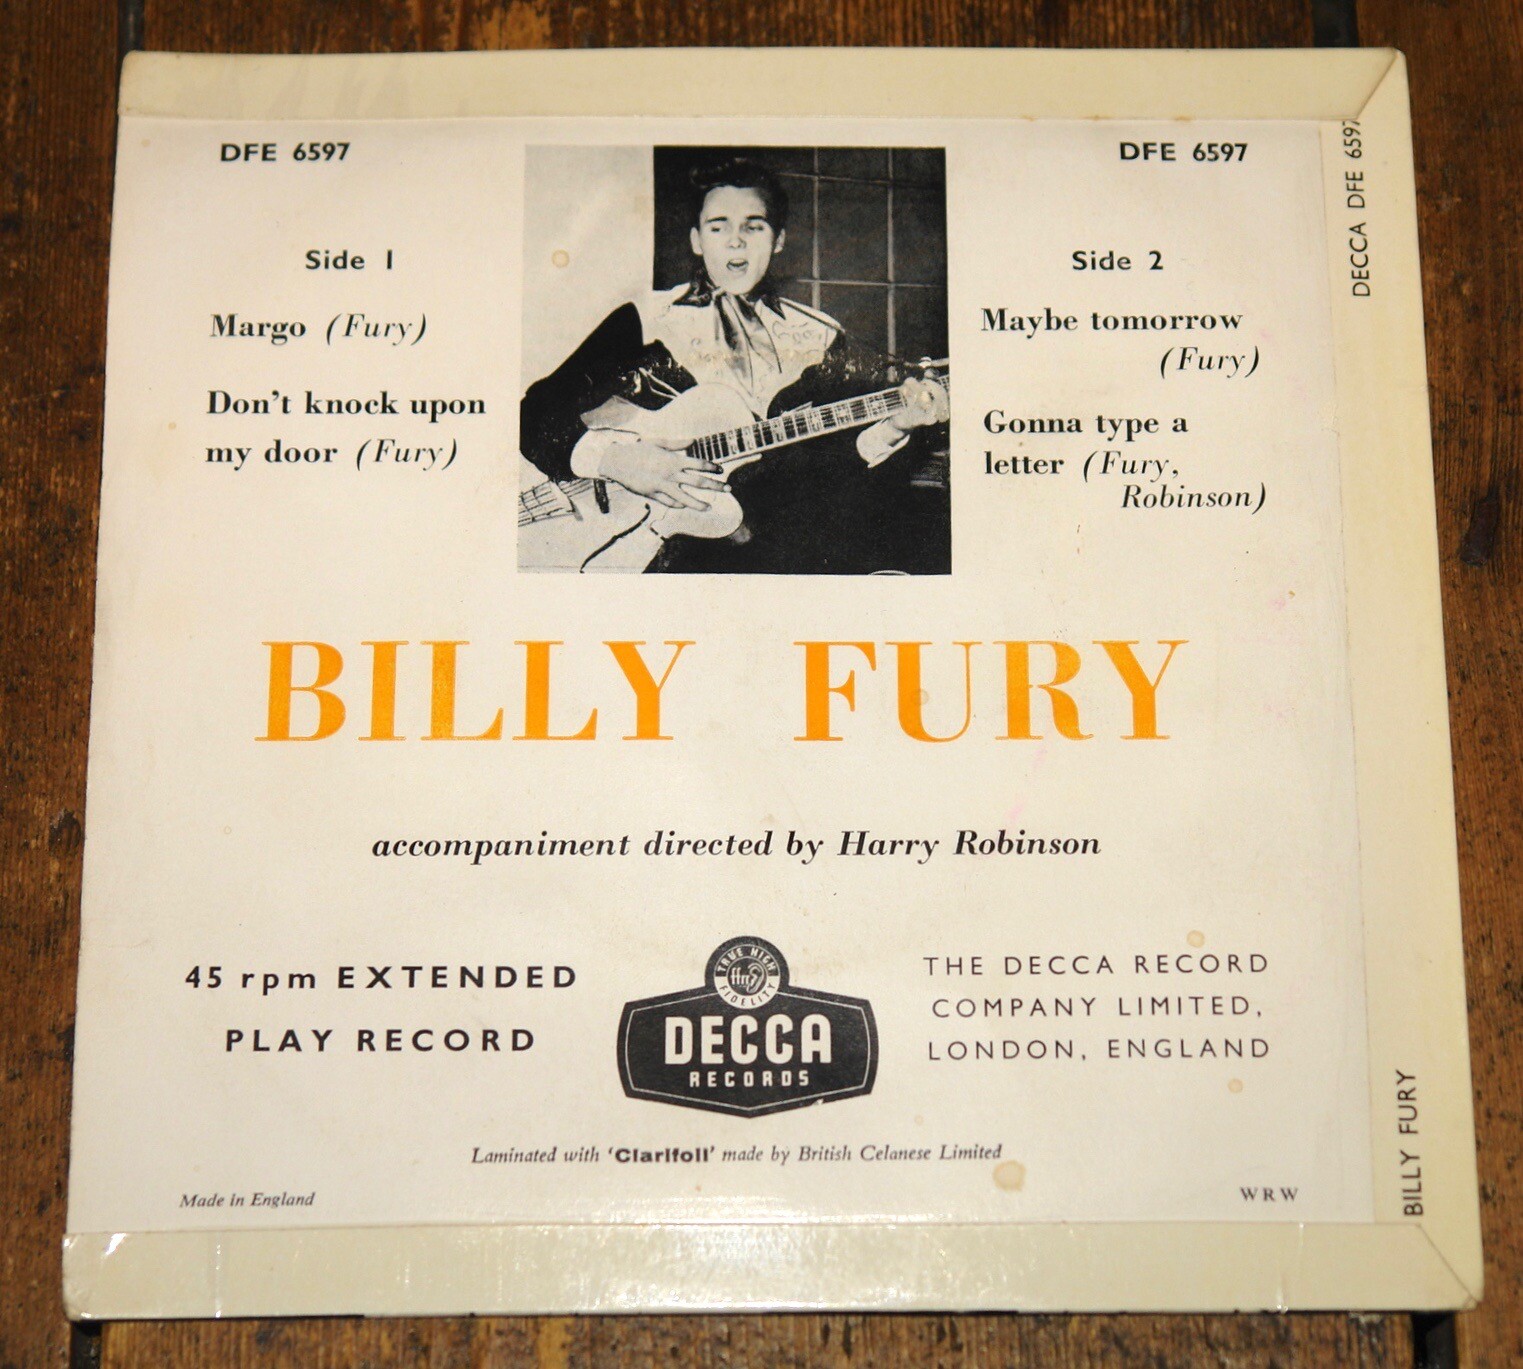 DFE 6597
DFE 6597
Side 1
Margo (Fury)
Don't knock upon
my door (Fury)
Side 2
Maybe tomorrow
(Fury)
Gonna type a
letter (Fury,
Robinson)
BILLY FURY
accompaniment directed by Harry Robinson
45 rpm EXTENDED
PLAY RECORD
TRUE HIGH
ffrr
FIDELITY
DECCA
RECORDS
THE DECCA RECORD
COMPANY LIMITED,
LONDON, ENGLAND
Laminated with 'Clarifoil' made by British Celanese Limited
Made in England
WRW
DECCA DFE 6597
BILLY FURY